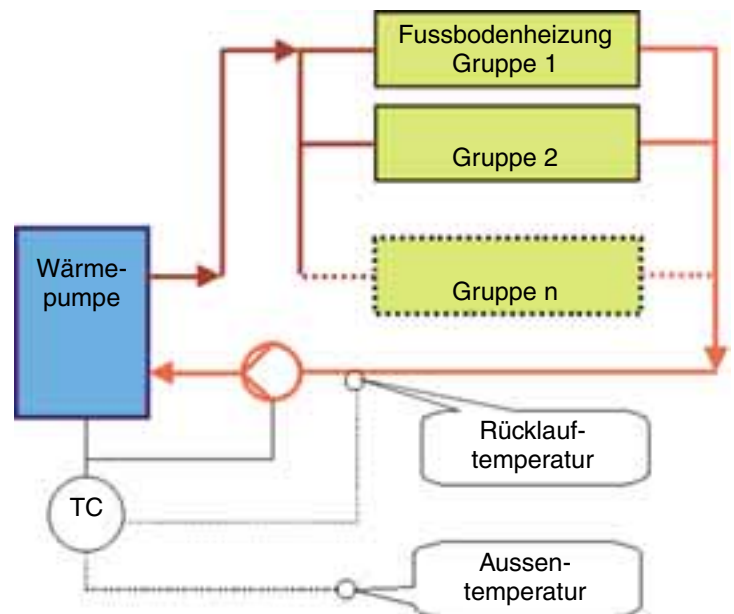 Fussbodenheizung
Gruppe 1
Gruppe 2
Gruppe n
Wärme-
pumpe
Rücklauf-
temperatur
TC
Aussen-
temperatur